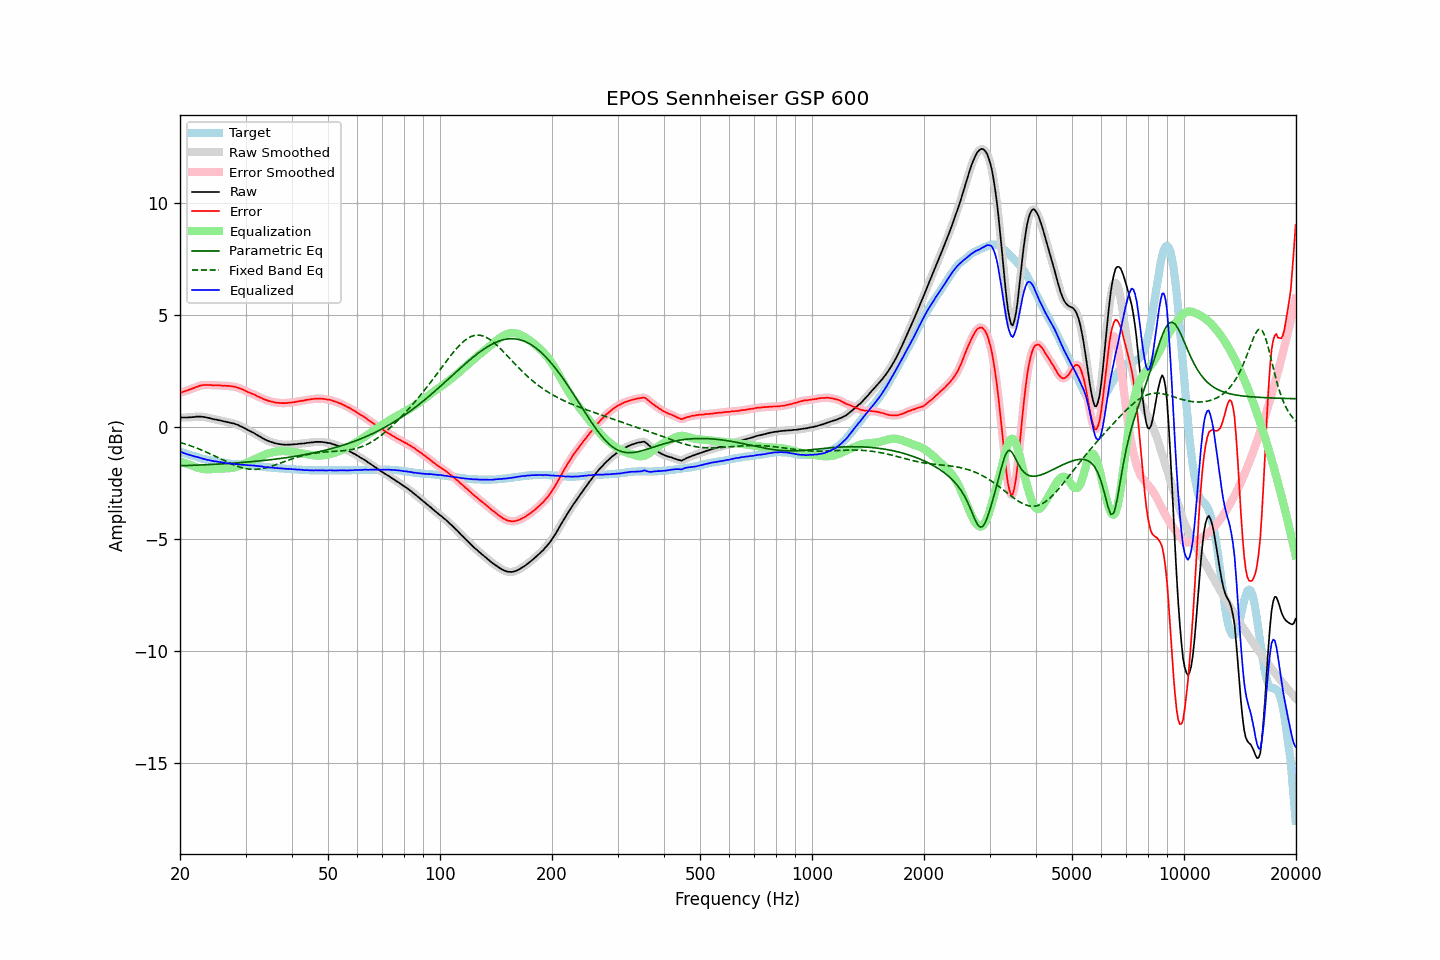 EPOS Sennheiser GSP 600
Target
Raw Smoothed
Error Smoothed
Raw
Error
Equalization
Parametric Eq
Fixed Band Eq
Equalized
Amplitude (dBr)
10
5
0
−5
−10
−15
20
50
100
200
500
1000
2000
5000
10000
20000
Frequency (Hz)